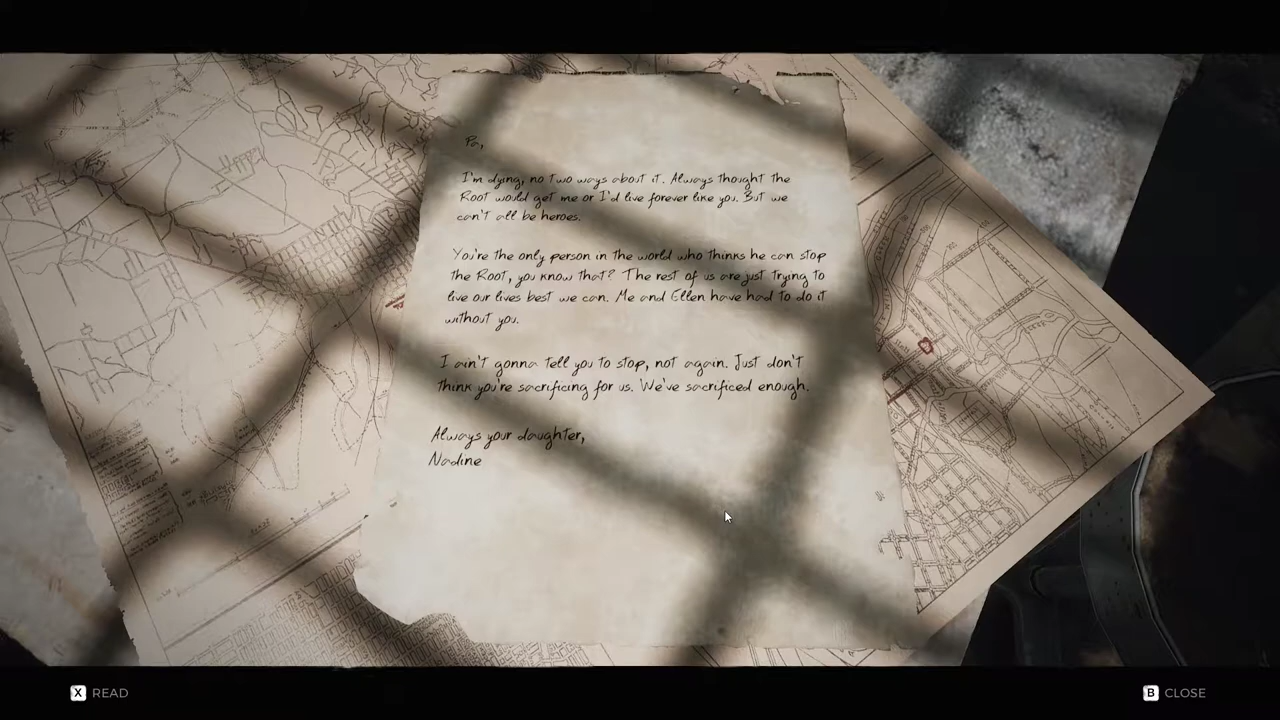 Pa,
I'm dying, no two ways about it. Always thought the
Root would get me or I'd live forever like you. But we
can't all be heroes.
You're the only person in the world who thinks he can stop
the Root, you know that? The rest of us are just trying to
live our lives best we can. Me and Ellen have had to do it
without you.
I ain't gonna tell you to stop, not again. Just don't
think you're sacrificing for us. We've sacrificed enough.
Always your daughter,
Nadine
X READ
B CLOSE